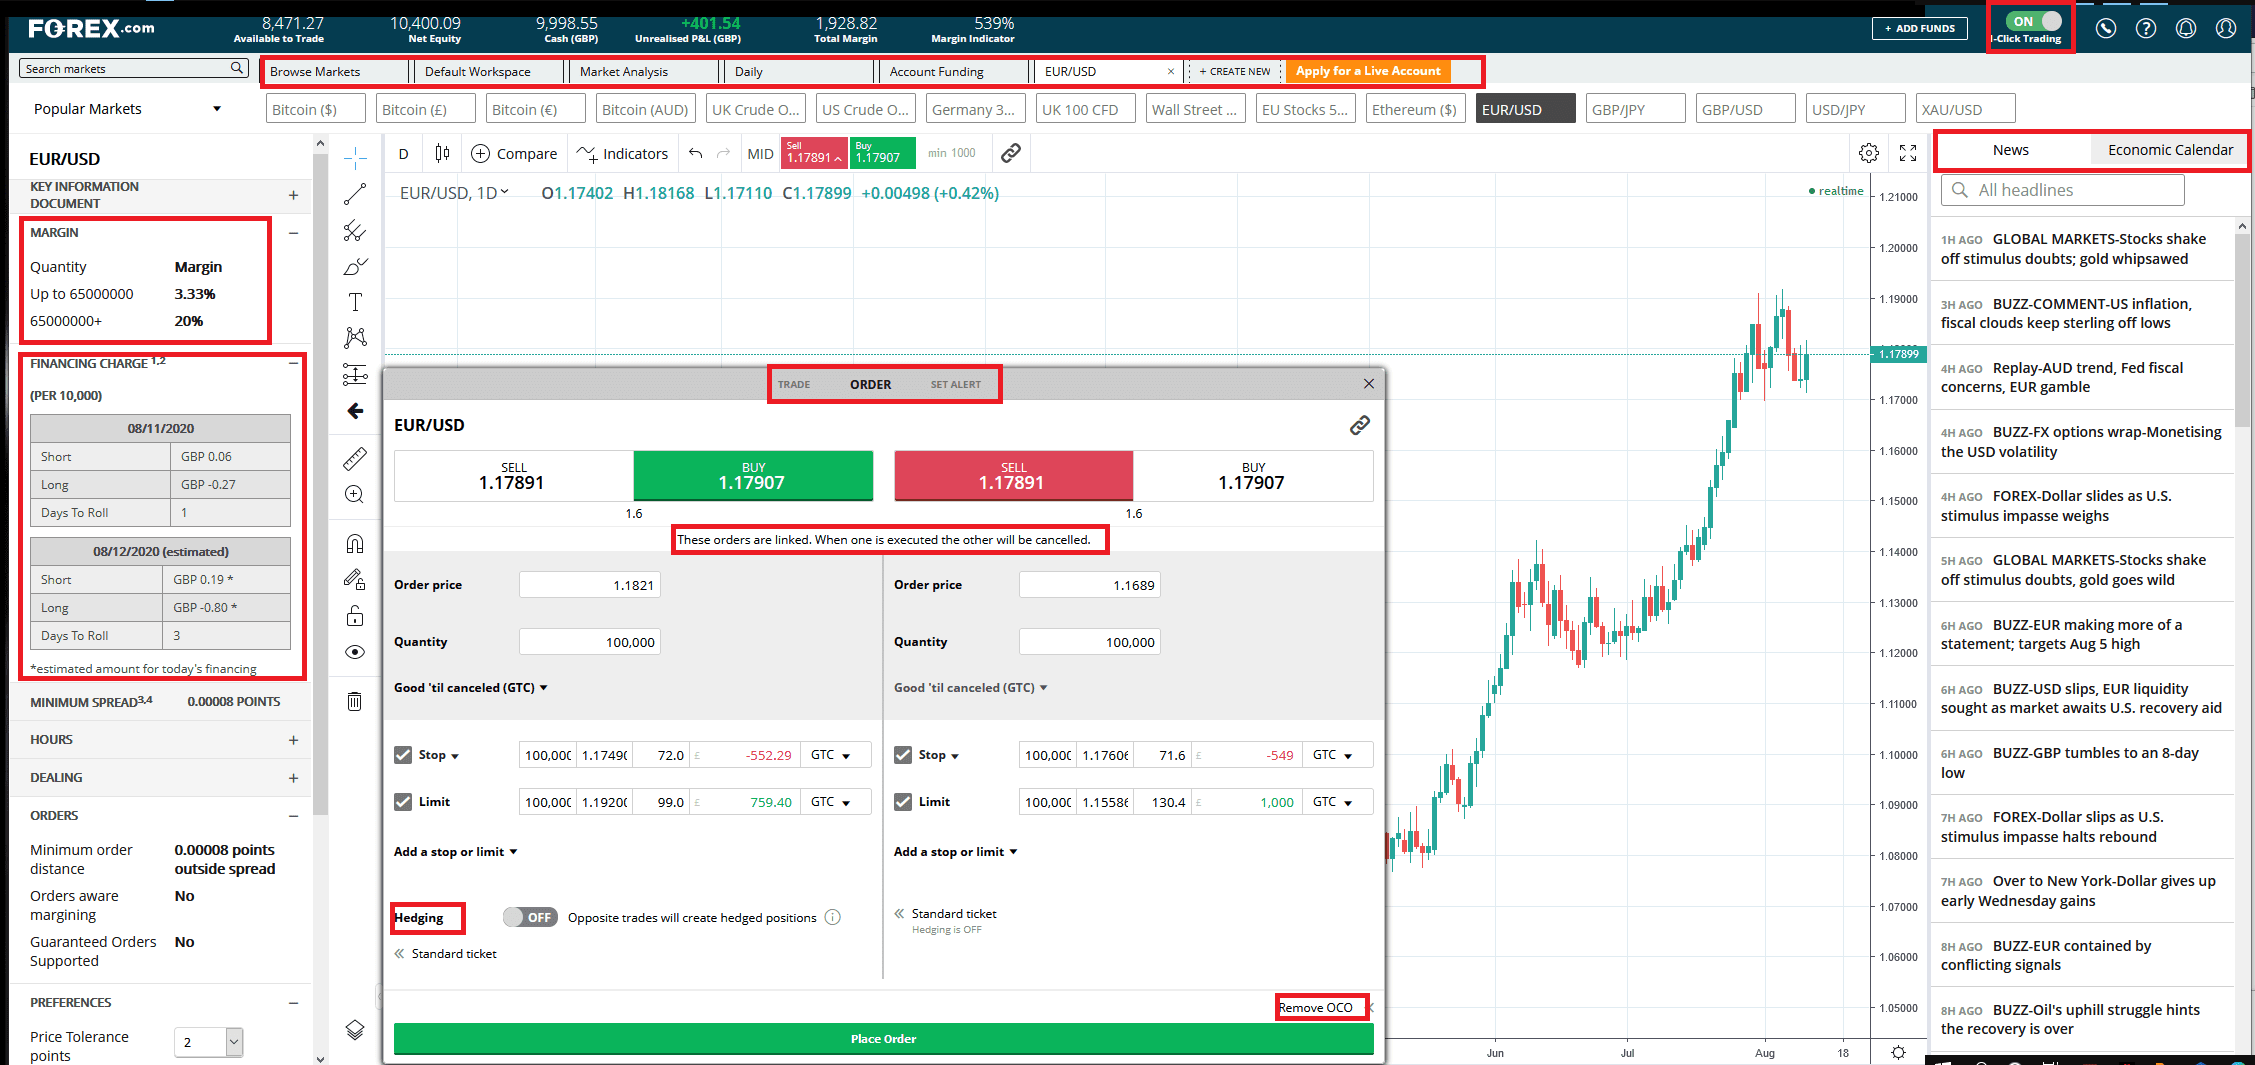 FOREX.com
8,471.27
Available to Trade
10,400.09
Net Equity
9,998.55
Cash (GBP)
+401.54
Unrealised P&L (GBP)
1,928.82
Total Margin
539%
Margin Indicator
+ ADD FUNDS
ON
1-Click Trading
Search markets
Browse Markets
Default Workspace
Market Analysis
Daily
Account Funding
EUR/USD ×
+ CREATE NEW
Apply for a Live Account
Popular Markets
Bitcoin ($)
Bitcoin (£)
Bitcoin (€)
Bitcoin (AUD)
UK Crude O...
US Crude O...
Germany 3...
UK 100 CFD
Wall Street ...
EU Stocks 5...
Ethereum ($)
EUR/USD
GBP/JPY
GBP/USD
USD/JPY
XAU/USD
EUR/USD
KEY INFORMATION
DOCUMENT +
MARGIN −
Quantity Margin
Up to 65000000 3.33%
65000000+ 20%
FINANCING CHARGE 1,2 −
(PER 10,000)
08/11/2020
Short GBP 0.06
Long GBP -0.27
Days To Roll 1
08/12/2020 (estimated)
Short GBP 0.19 *
Long GBP -0.80 *
Days To Roll 3
*estimated amount for today's financing
MINIMUM SPREAD3,4 0.00008 POINTS
HOURS +
DEALING +
ORDERS −
Minimum order
distance
0.00008 points
outside spread
Orders aware
margining
No
Guaranteed Orders
Supported
No
PREFERENCES −
Price Tolerance
points
2
D
Compare
Indicators
MID
Sell
1.17891
Buy
1.17907
min 1000
EUR/USD, 1D O1.17402 H1.18168 L1.17110 C1.17899 +0.00498 (+0.42%)
realtime
1.21000
1.20000
1.19000
1.17899
1.17000
1.16000
1.15000
1.14000
1.13000
1.12000
1.11000
1.10000
1.09000
1.08000
1.07000
1.06000
1.05000
Jun
Jul
Aug
18
TRADE ORDER SET ALERT
EUR/USD
SELL
1.17891
BUY
1.17907
1.6
SELL
1.17891
BUY
1.17907
1.6
These orders are linked. When one is executed the other will be cancelled.
Order price 1.1821
Quantity 100,000
Good 'til canceled (GTC)
Stop 100,000 1.17490 72.0 £ -552.29 GTC
Limit 100,000 1.19200 99.0 £ 759.40 GTC
Add a stop or limit
Hedging OFF Opposite trades will create hedged positions
Standard ticket
Order price 1.1689
Quantity 100,000
Good 'til canceled (GTC)
Stop 100,000 1.17606 71.6 £ -549 GTC
Limit 100,000 1.15586 130.4 £ 1,000 GTC
Add a stop or limit
Standard ticket
Hedging is OFF
Remove OCO
Place Order
News
Economic Calendar
All headlines
1H AGO GLOBAL MARKETS-Stocks shake
off stimulus doubts; gold whipsawed
3H AGO BUZZ-COMMENT-US inflation,
fiscal clouds keep sterling off lows
4H AGO Replay-AUD trend, Fed fiscal
concerns, EUR gamble
4H AGO BUZZ-FX options wrap-Monetising
the USD volatility
4H AGO FOREX-Dollar slides as U.S.
stimulus impasse weighs
5H AGO GLOBAL MARKETS-Stocks shake
off stimulus doubts, gold goes wild
6H AGO BUZZ-EUR making more of a
statement; targets Aug 5 high
6H AGO BUZZ-USD slips, EUR liquidity
sought as market awaits U.S. recovery aid
6H AGO BUZZ-GBP tumbles to an 8-day
low
7H AGO FOREX-Dollar slips as U.S.
stimulus impasse halts rebound
7H AGO Over to New York-Dollar gives up
early Wednesday gains
8H AGO BUZZ-EUR contained by
conflicting signals
8H AGO BUZZ-Oil's uphill struggle hints
the recovery is over